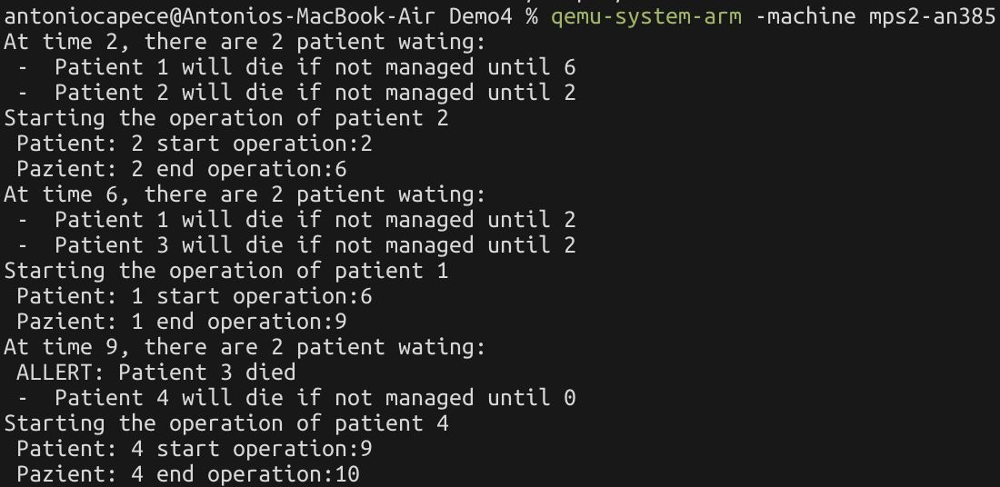 antoniocapece@Antonios-MacBook-Air Demo4 % qemu-system-arm -machine mps2-an385
At time 2, there are 2 patient wating:
 -  Patient 1 will die if not managed until 6
 -  Patient 2 will die if not managed until 2
Starting the operation of patient 2
 Patient: 2 start operation:2
 Pazient: 2 end operation:6
At time 6, there are 2 patient wating:
 -  Patient 1 will die if not managed until 2
 -  Patient 3 will die if not managed until 2
Starting the operation of patient 1
 Patient: 1 start operation:6
 Pazient: 1 end operation:9
At time 9, there are 2 patient wating:
 ALLERT: Patient 3 died
 -  Patient 4 will die if not managed until 0
Starting the operation of patient 4
 Patient: 4 start operation:9
 Pazient: 4 end operation:10